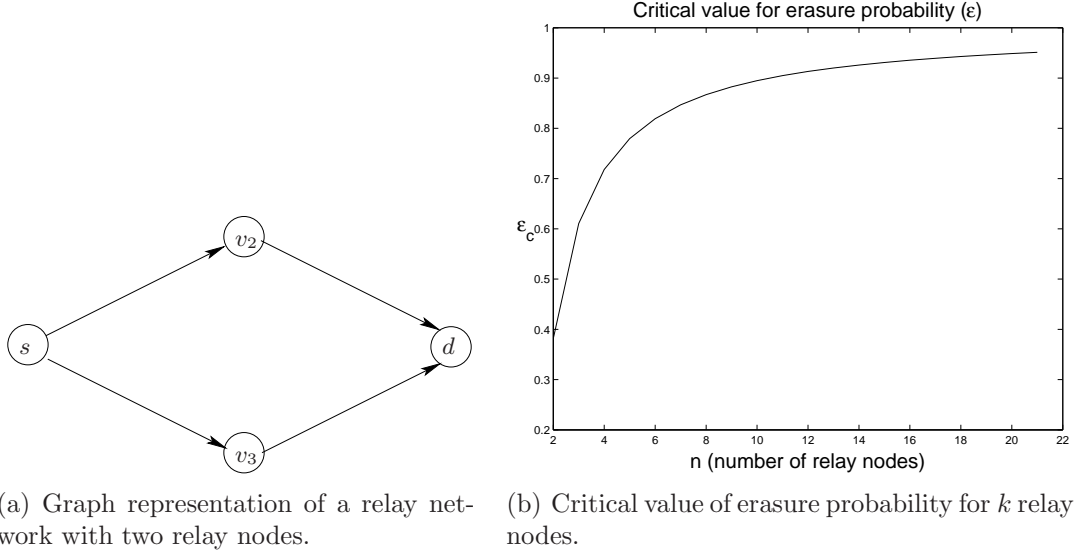 Critical value for erasure probability (ε)
1
0.9
0.8
0.7
0.6
0.5
0.4
0.3
0.2
ε_c
2 4 6 8 10 12 14 16 18 20 22
n (number of relay nodes)
s
v₂
v₃
d
(a) Graph representation of a relay net-
work with two relay nodes.
(b) Critical value of erasure probability for k relay
nodes.